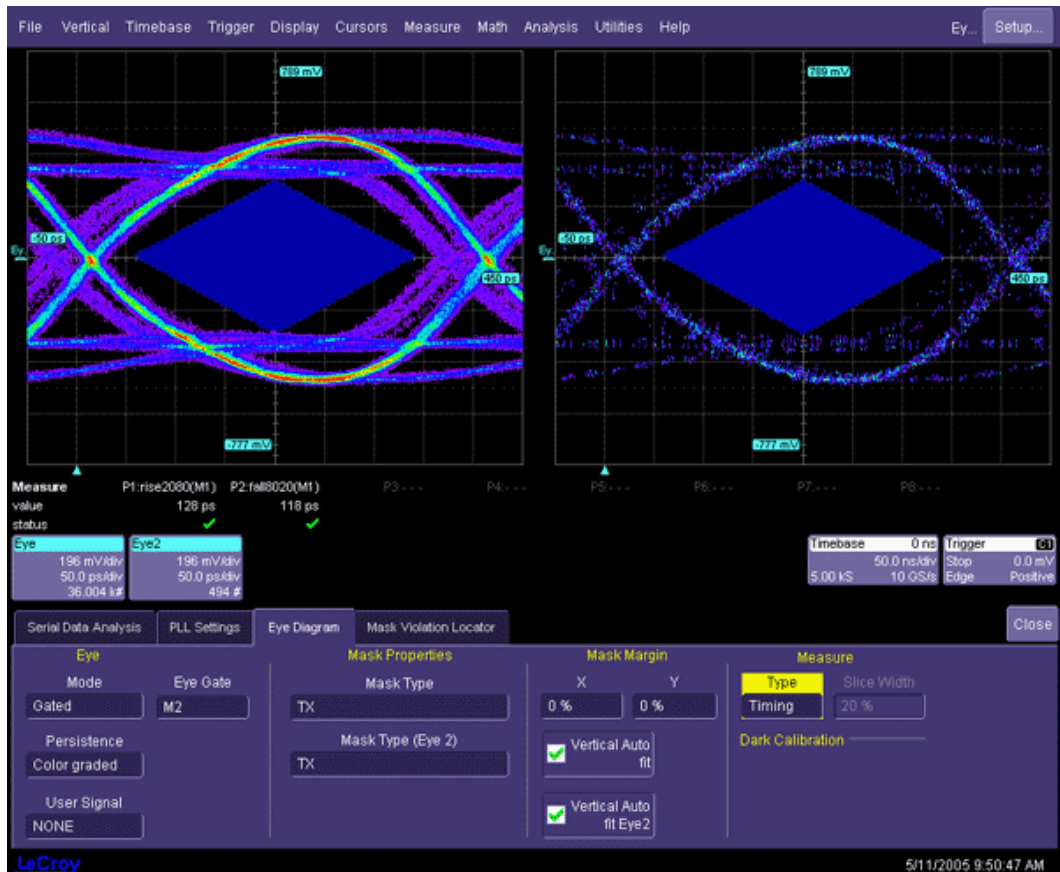 File Vertical Timebase Trigger Display Cursors Measure Math Analysis Utilities Help Ey... Setup...
789 mV 789 mV
-50 ps -50 ps
Ey Ey
450 ps 450 ps
-777 mV -777 mV
Measure P1:rise2080(M1) P2:fall8020(M1) P3:- - - P4:- - - P5:- - - P6:- - - P7:- - - P8:- - -
value 128 ps 118 ps
status
Eye Eye2 Timebase 0 ns Trigger C1
196 mV/div 196 mV/div 50.0 ns/div Stop 0.0 mV
50.0 ps/div 50.0 ps/div 5.00 kS 10 GS/s Edge Positive
36.004 k# 494 #
Serial Data Analysis PLL Settings Eye Diagram Mask Violation Locator Close
Eye Mask Properties Mask Margin Measure
Mode Eye Gate Mask Type X Y Type Slice Width
Gated M2 TX 0 % 0 % Timing 20 %
Persistence Mask Type (Eye 2) Vertical Auto fit Dark Calibration
Color graded TX
User Signal Vertical Auto fit Eye2
NONE
LeCroy 5/11/2005 9:50:47 AM